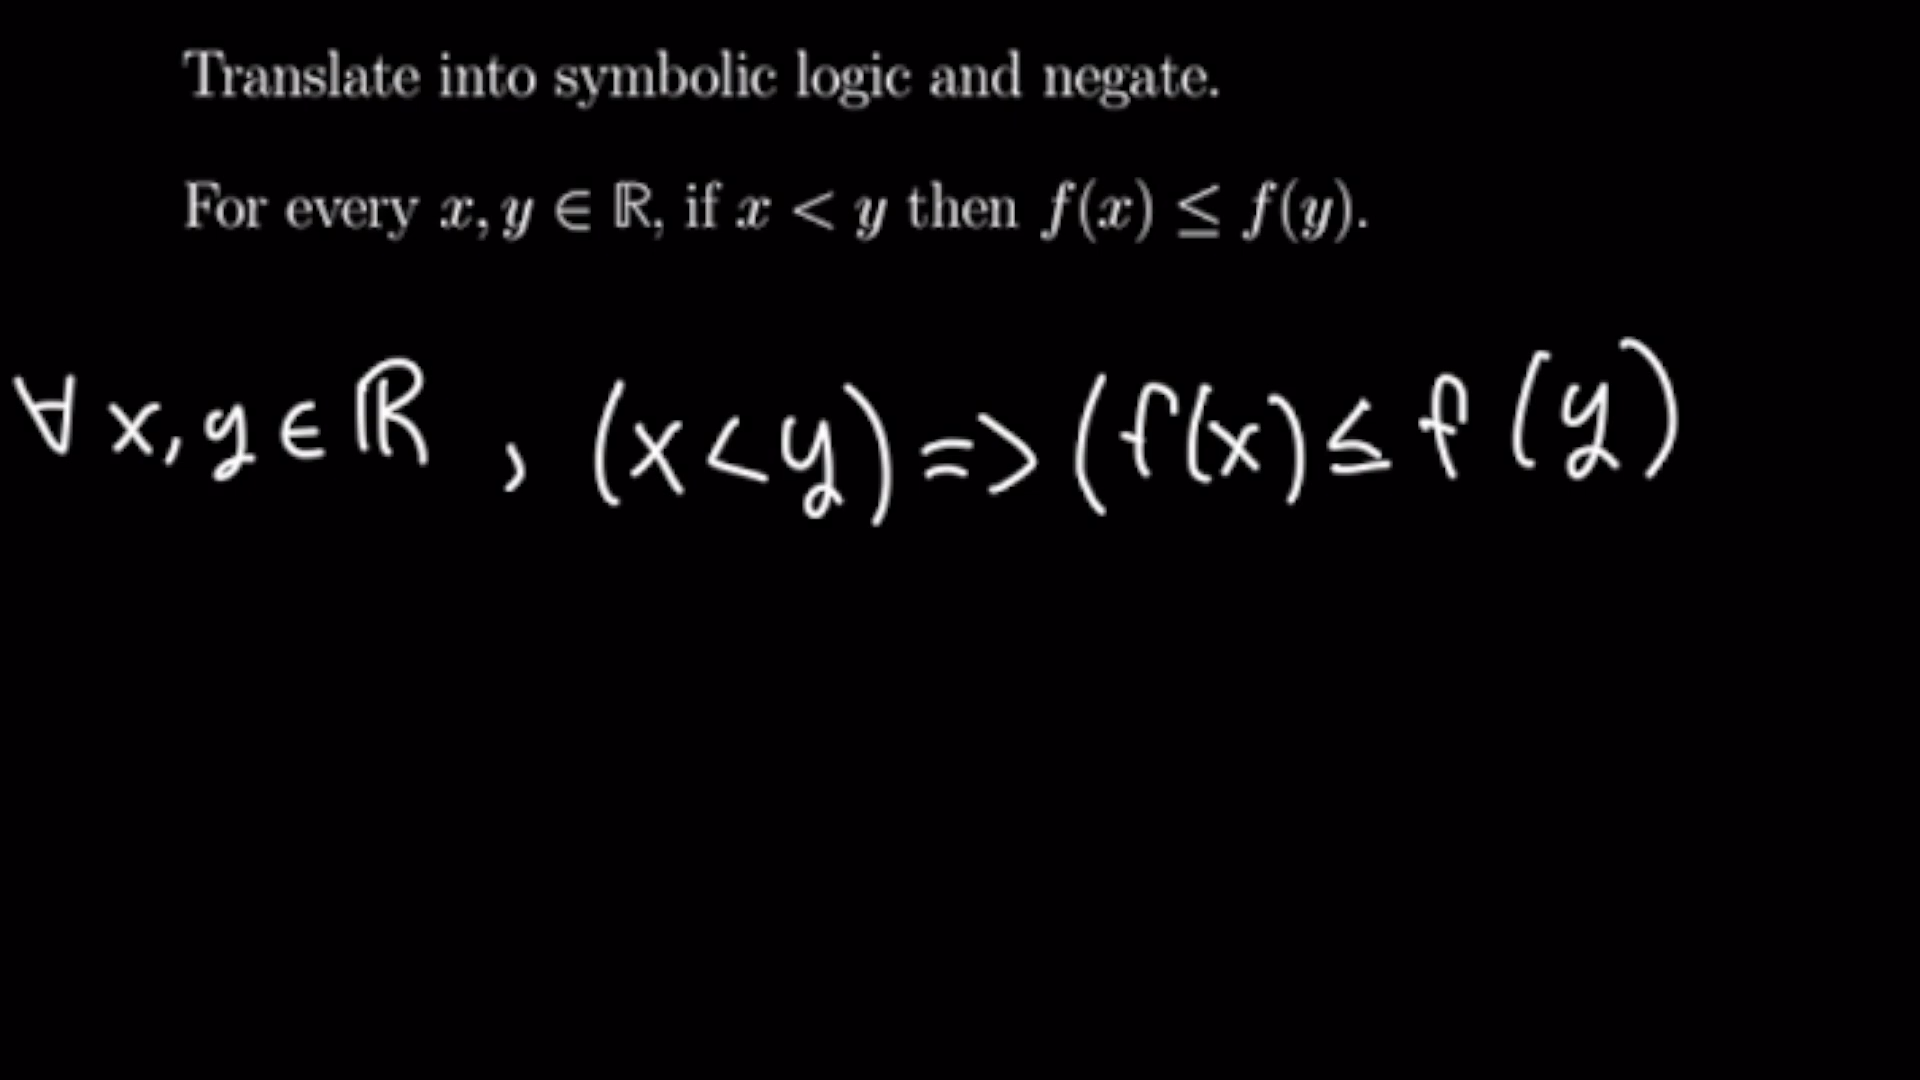 Translate into symbolic logic and negate.
For every x, y ∈ ℝ, if x < y then f(x) ≤ f(y).
∀ x, y ∈ ℝ , (x < y) => (f(x) ≤ f (y)